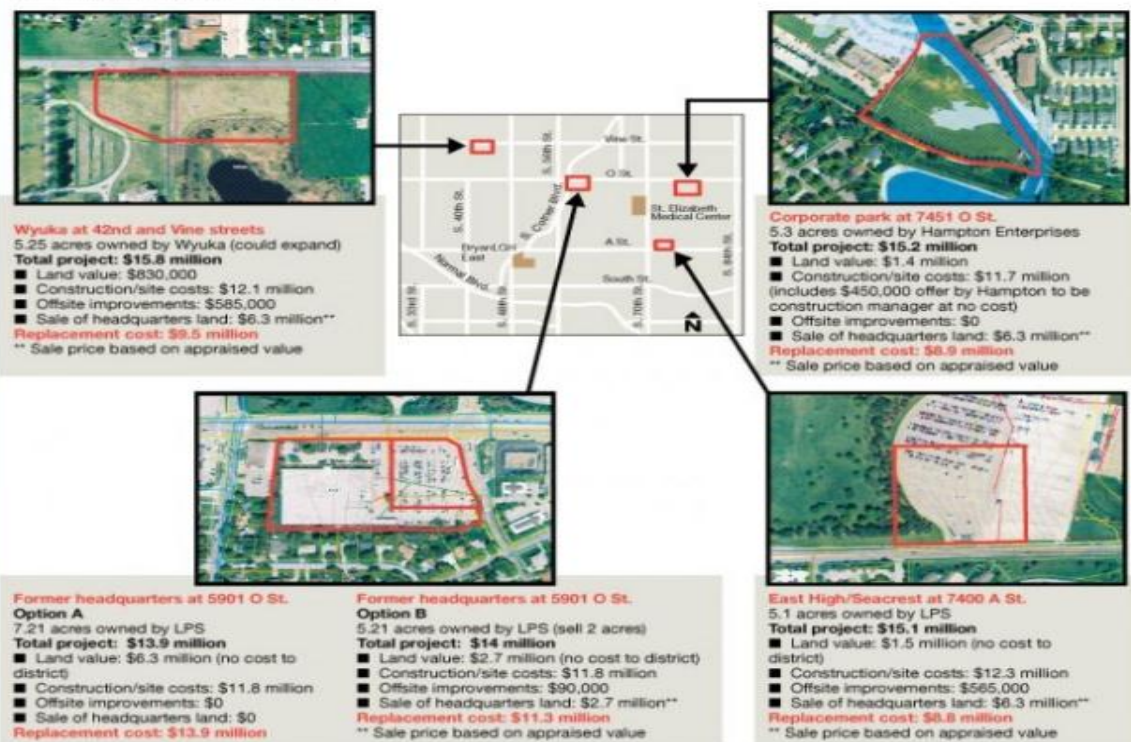 Wyuka at 42nd and Vine streets
5.25 acres owned by Wyuka (could expand)
Total project: $15.8 million
■ Land value: $830,000
■ Construction/site costs: $12.1 million
■ Offsite improvements: $585,000
■ Sale of headquarters land: $6.3 million**
Replacement cost: $9.5 million
** Sale price based on appraised value
Vine St.
O St.
S. 56th St.
S. Cotner Blvd.
S. 40th St.
St. Elizabeth
Medical Center
Bryan/LGH
East
A St.
Normal Blvd.
South St.
S. 33rd St.
S. 48th St.
S. 70th St.
S. 84th St.
N
Corporate park at 7451 O St.
5.3 acres owned by Hampton Enterprises
Total project: $15.2 million
■ Land value: $1.4 million
■ Construction/site costs: $11.7 million
(includes $450,000 offer by Hampton to be
construction manager at no cost)
■ Offsite improvements: $0
■ Sale of headquarters land: $6.3 million**
Replacement cost: $8.9 million
** Sale price based on appraised value
Former headquarters at 5901 O St.
Option A
7.21 acres owned by LPS
Total project: $13.9 million
■ Land value: $6.3 million (no cost to
district)
■ Construction/site costs: $11.8 million
■ Offsite improvements: $0
■ Sale of headquarters land: $0
Replacement cost: $13.9 million
Former headquarters at 5901 O St.
Option B
5.21 acres owned by LPS (sell 2 acres)
Total project: $14 million
■ Land value: $2.7 million (no cost to district)
■ Construction/site costs: $11.8 million
■ Offsite improvements: $90,000
■ Sale of headquarters land: $2.7 million**
Replacement cost: $11.3 million
** Sale price based on appraised value
East High/Seacrest at 7400 A St.
5.1 acres owned by LPS
Total project: $15.1 million
■ Land value: $1.5 million (no cost to
district)
■ Construction/site costs: $12.3 million
■ Offsite improvements: $565,000
■ Sale of headquarters land: $6.3 million**
Replacement cost: $8.8 million
** Sale price based on appraised value